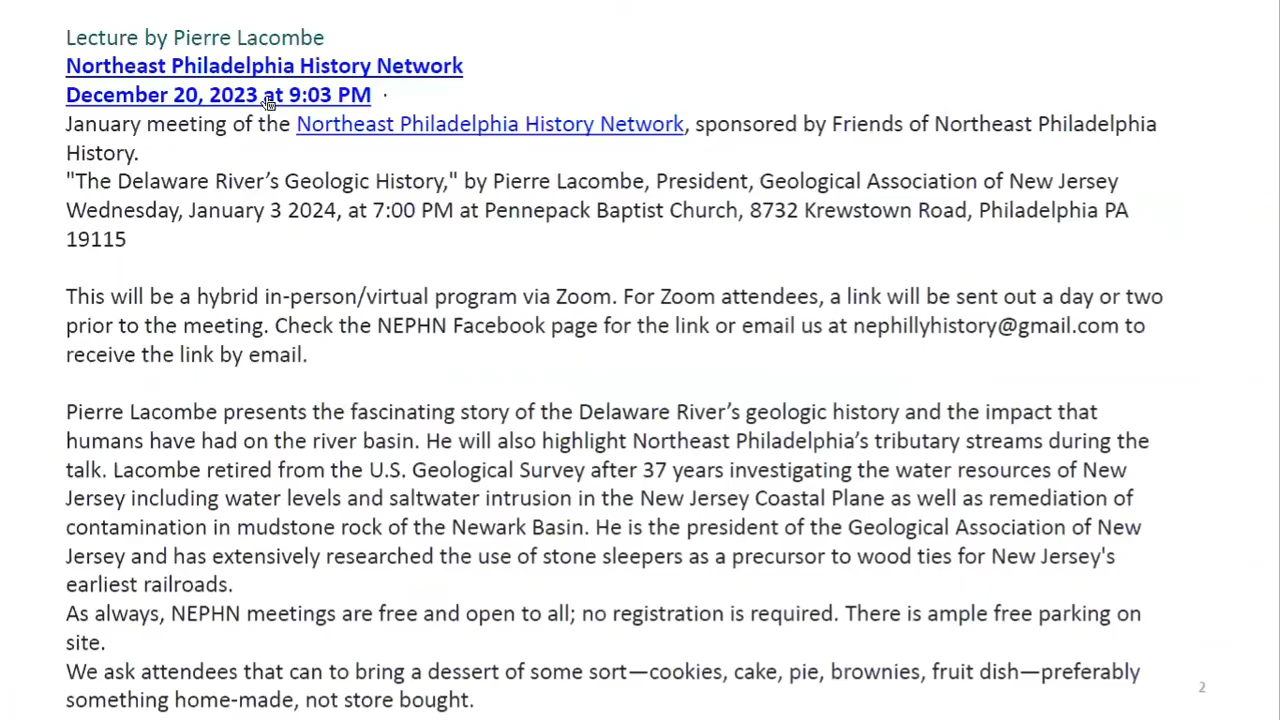 Lecture by Pierre Lacombe
Northeast Philadelphia History Network
December 20, 2023 at 9:03 PM ·
January meeting of the Northeast Philadelphia History Network, sponsored by Friends of Northeast Philadelphia
History.
"The Delaware River’s Geologic History," by Pierre Lacombe, President, Geological Association of New Jersey
Wednesday, January 3 2024, at 7:00 PM at Pennepack Baptist Church, 8732 Krewstown Road, Philadelphia PA
19115
This will be a hybrid in-person/virtual program via Zoom. For Zoom attendees, a link will be sent out a day or two
prior to the meeting. Check the NEPHN Facebook page for the link or email us at nephillyhistory@gmail.com to
receive the link by email.
Pierre Lacombe presents the fascinating story of the Delaware River’s geologic history and the impact that
humans have had on the river basin. He will also highlight Northeast Philadelphia’s tributary streams during the
talk. Lacombe retired from the U.S. Geological Survey after 37 years investigating the water resources of New
Jersey including water levels and saltwater intrusion in the New Jersey Coastal Plane as well as remediation of
contamination in mudstone rock of the Newark Basin. He is the president of the Geological Association of New
Jersey and has extensively researched the use of stone sleepers as a precursor to wood ties for New Jersey's
earliest railroads.
As always, NEPHN meetings are free and open to all; no registration is required. There is ample free parking on
site.
We ask attendees that can to bring a dessert of some sort—cookies, cake, pie, brownies, fruit dish—preferably
something home-made, not store bought.
2